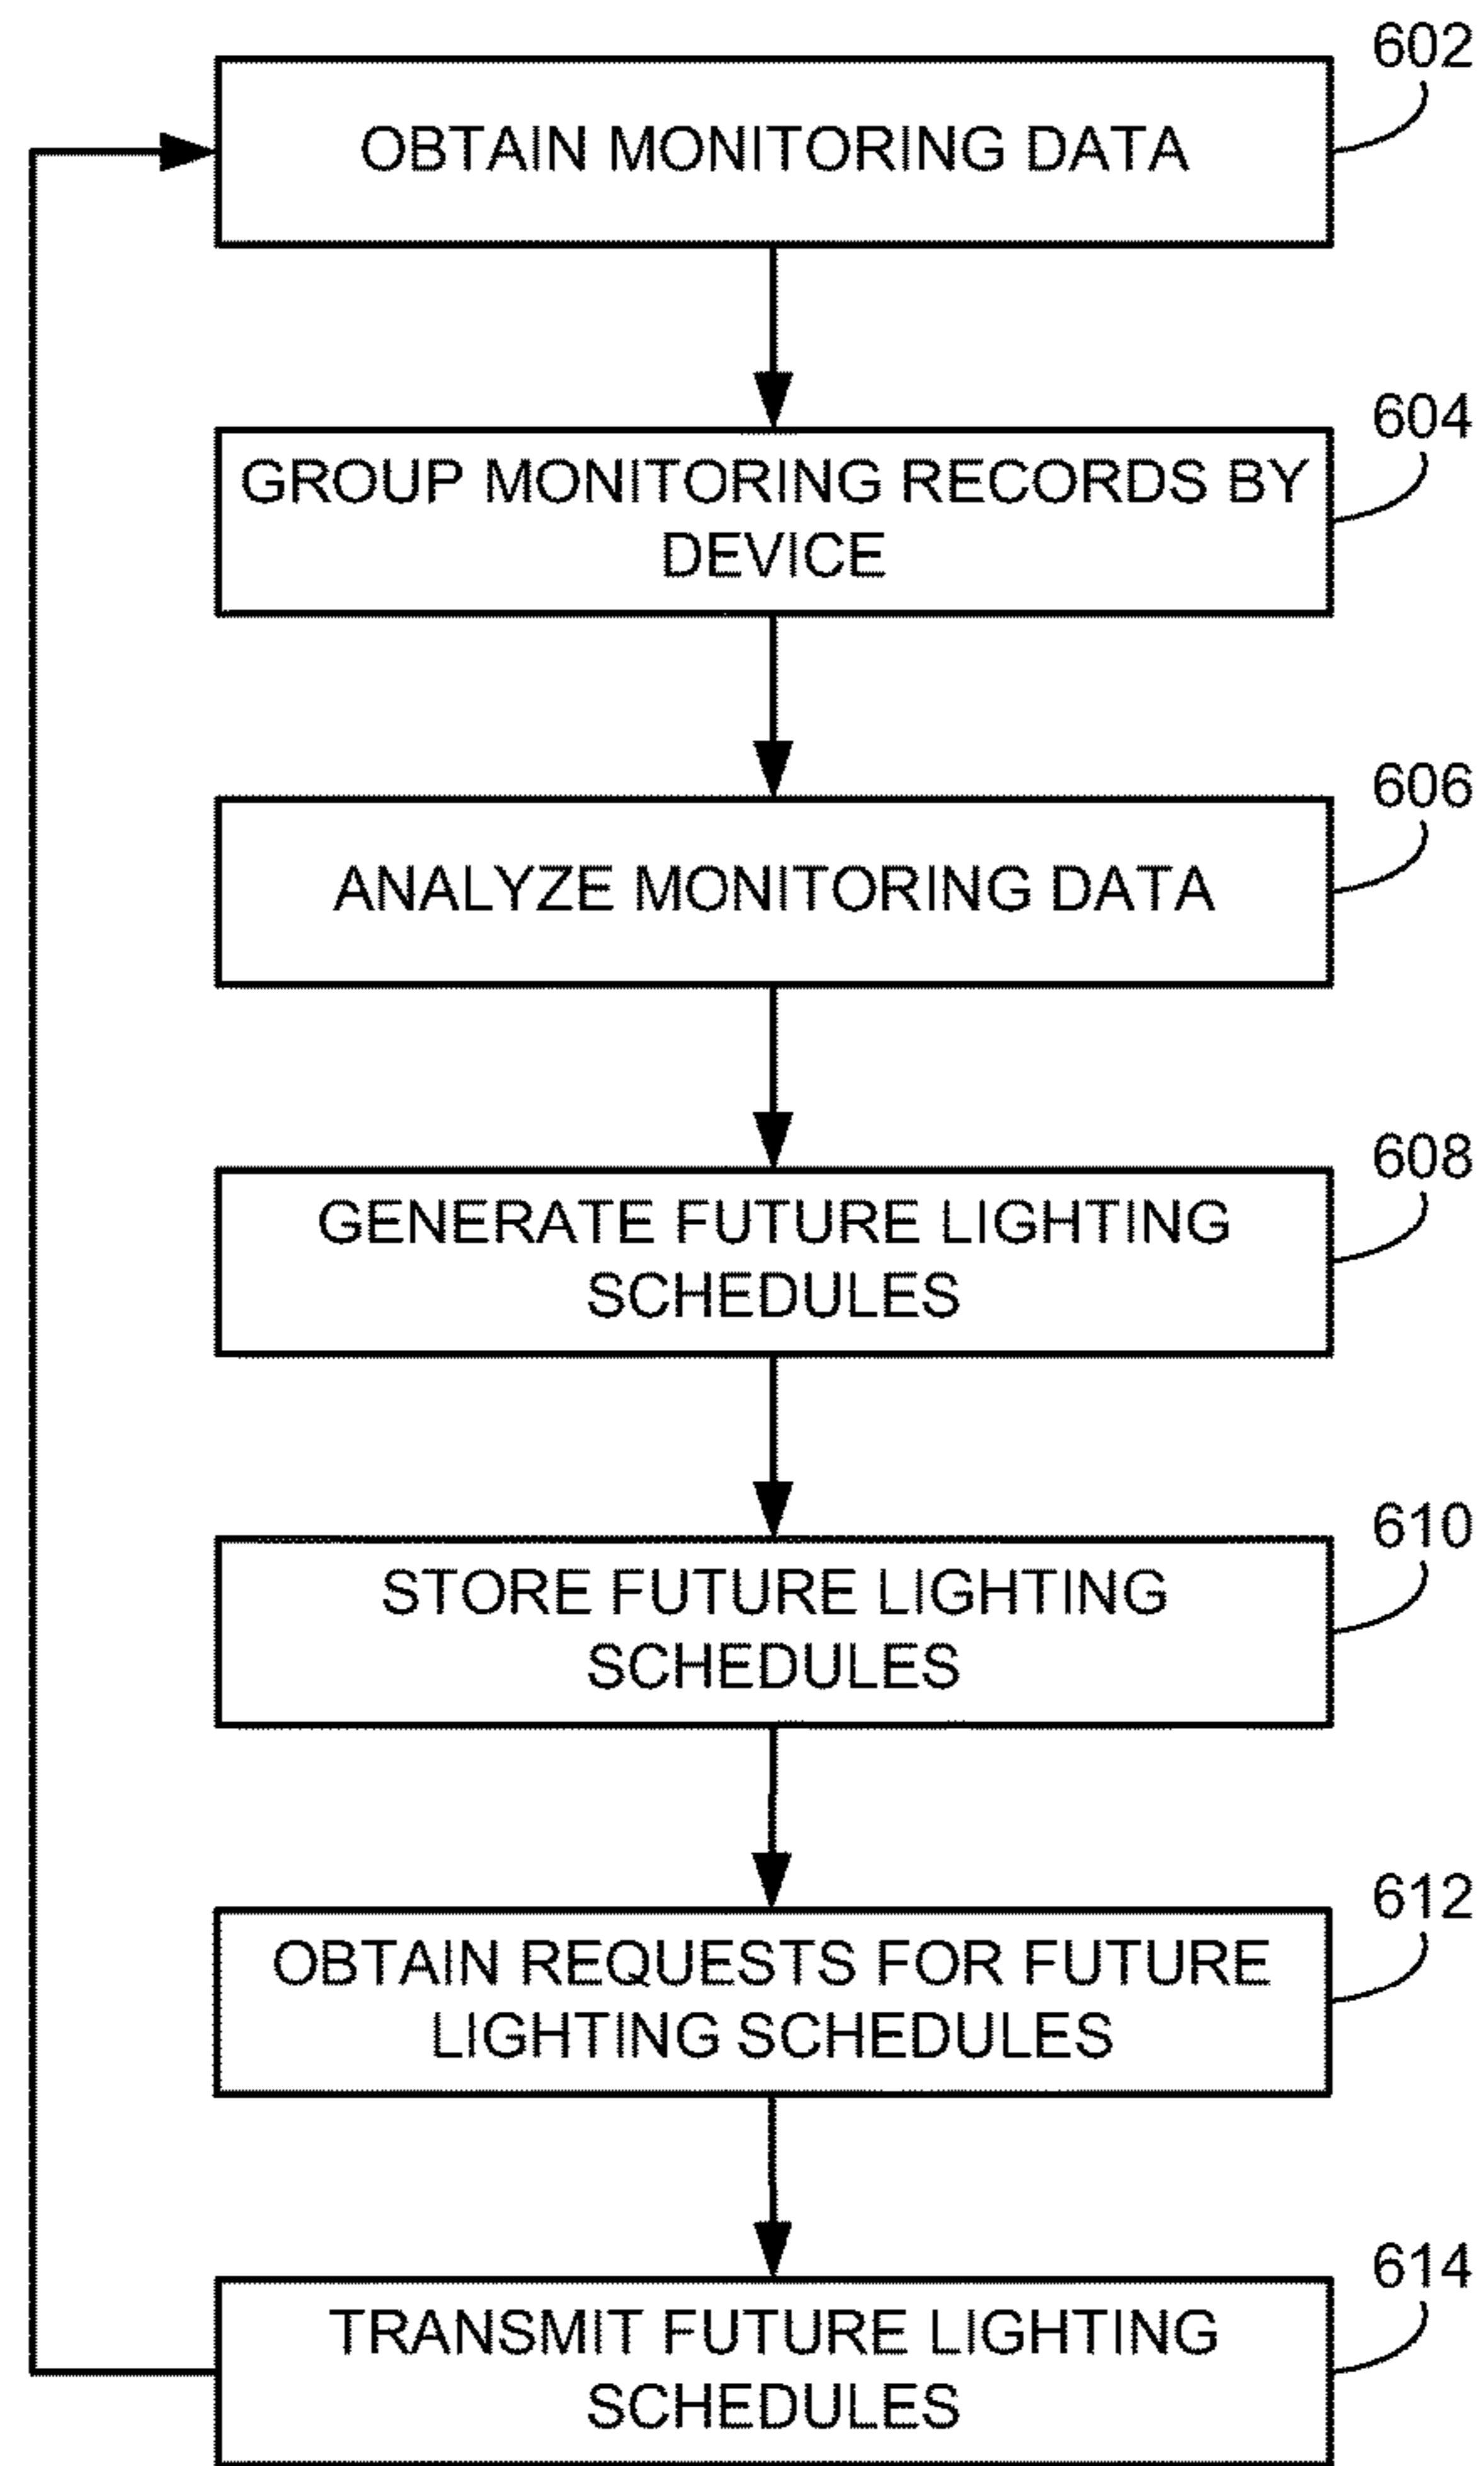 602
OBTAIN MONITORING DATA
604
GROUP MONITORING RECORDS BY
DEVICE
606
ANALYZE MONITORING DATA
608
GENERATE FUTURE LIGHTING
SCHEDULES
610
STORE FUTURE LIGHTING
SCHEDULES
612
OBTAIN REQUESTS FOR FUTURE
LIGHTING SCHEDULES
614
TRANSMIT FUTURE LIGHTING
SCHEDULES